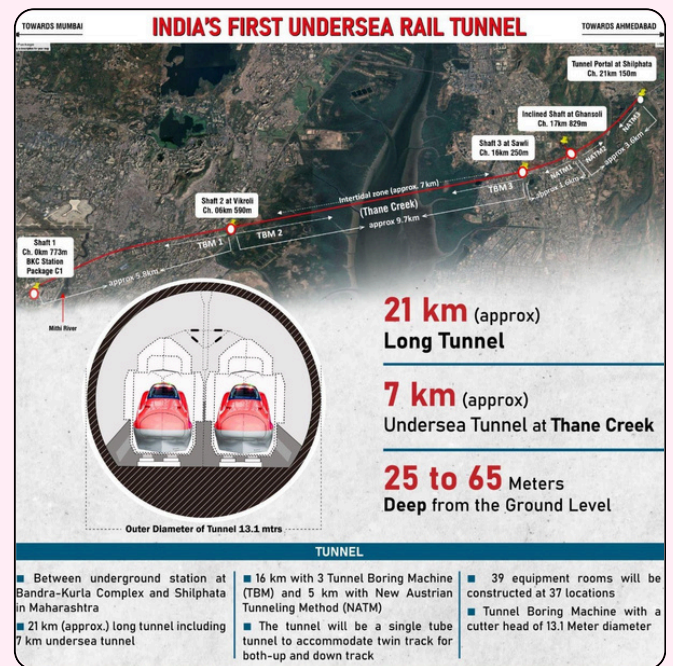 TOWARDS MUMBAI
INDIA'S FIRST UNDERSEA RAIL TUNNEL
TOWARDS AHMEDABAD
Tunnel Portal at Shilphata
Ch. 21km 150m
Inclined Shaft at Ghansoli
Ch. 17km 829m
NATM3
Shaft 3 at Sawli
Ch. 16km 250m
NATM1
NATM2
approx 3.6km
approx 1.6km
Intertidal zone (approx. 7km)
TBM 3
(Thane Creek)
Shaft 2 at Vikroli
Ch. 06km 590m
approx 9.7km
TBM 1
TBM 2
Shaft 1
Ch. 0km 773m
BKC Station
Package C1
approx 5.8km
Mithi River
21 km (approx)
Long Tunnel
7 km (approx)
Undersea Tunnel at Thane Creek
25 to 65 Meters
Deep from the Ground Level
Outer Diameter of Tunnel 13.1 mtrs
TUNNEL
■ Between underground station at
Bandra-Kurla Complex and Shilphata
in Maharashtra
■ 21 km (approx.) long tunnel including
7 km undersea tunnel
■ 16 km with 3 Tunnel Boring Machine
(TBM) and 5 km with New Austrian
Tunneling Method (NATM)
■ The tunnel will be a single tube
tunnel to accommodate twin track for
both-up and down track
■ 39 equipment rooms will be
constructed at 37 locations
■ Tunnel Boring Machine with a
cutter head of 13.1 Meter diameter